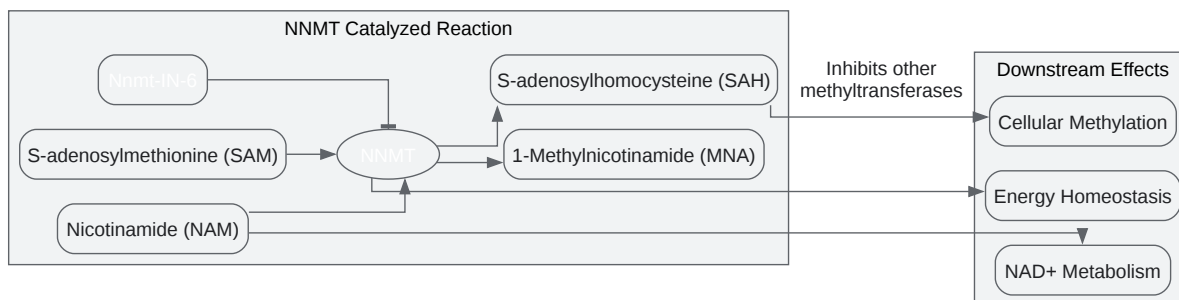 NNMT Catalyzed Reaction
Nnmt-IN-6
S-adenosylhomocysteine (SAH)
Inhibits other
methyltransferases
Downstream Effects
Cellular Methylation
S-adenosylmethionine (SAM)
NNMT
1-Methylnicotinamide (MNA)
Energy Homeostasis
Nicotinamide (NAM)
NAD+ Metabolism